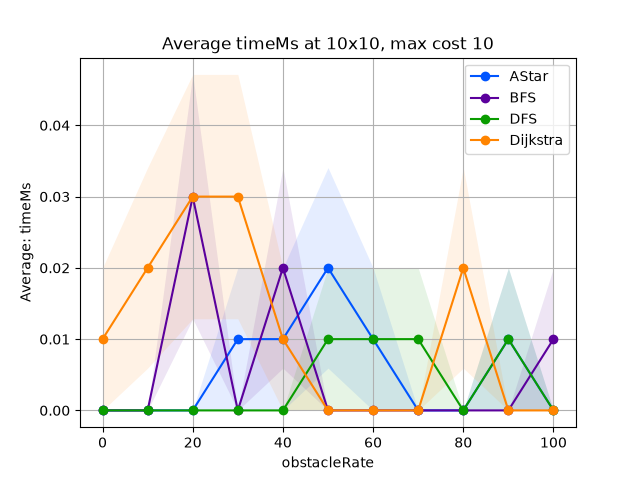 Average timeMs at 10x10, max cost 10
AStar
BFS
DFS
Dijkstra
0.04
0.03
0.02
0.01
0.00
Average: timeMs
0
20
40
60
80
100
obstacleRate